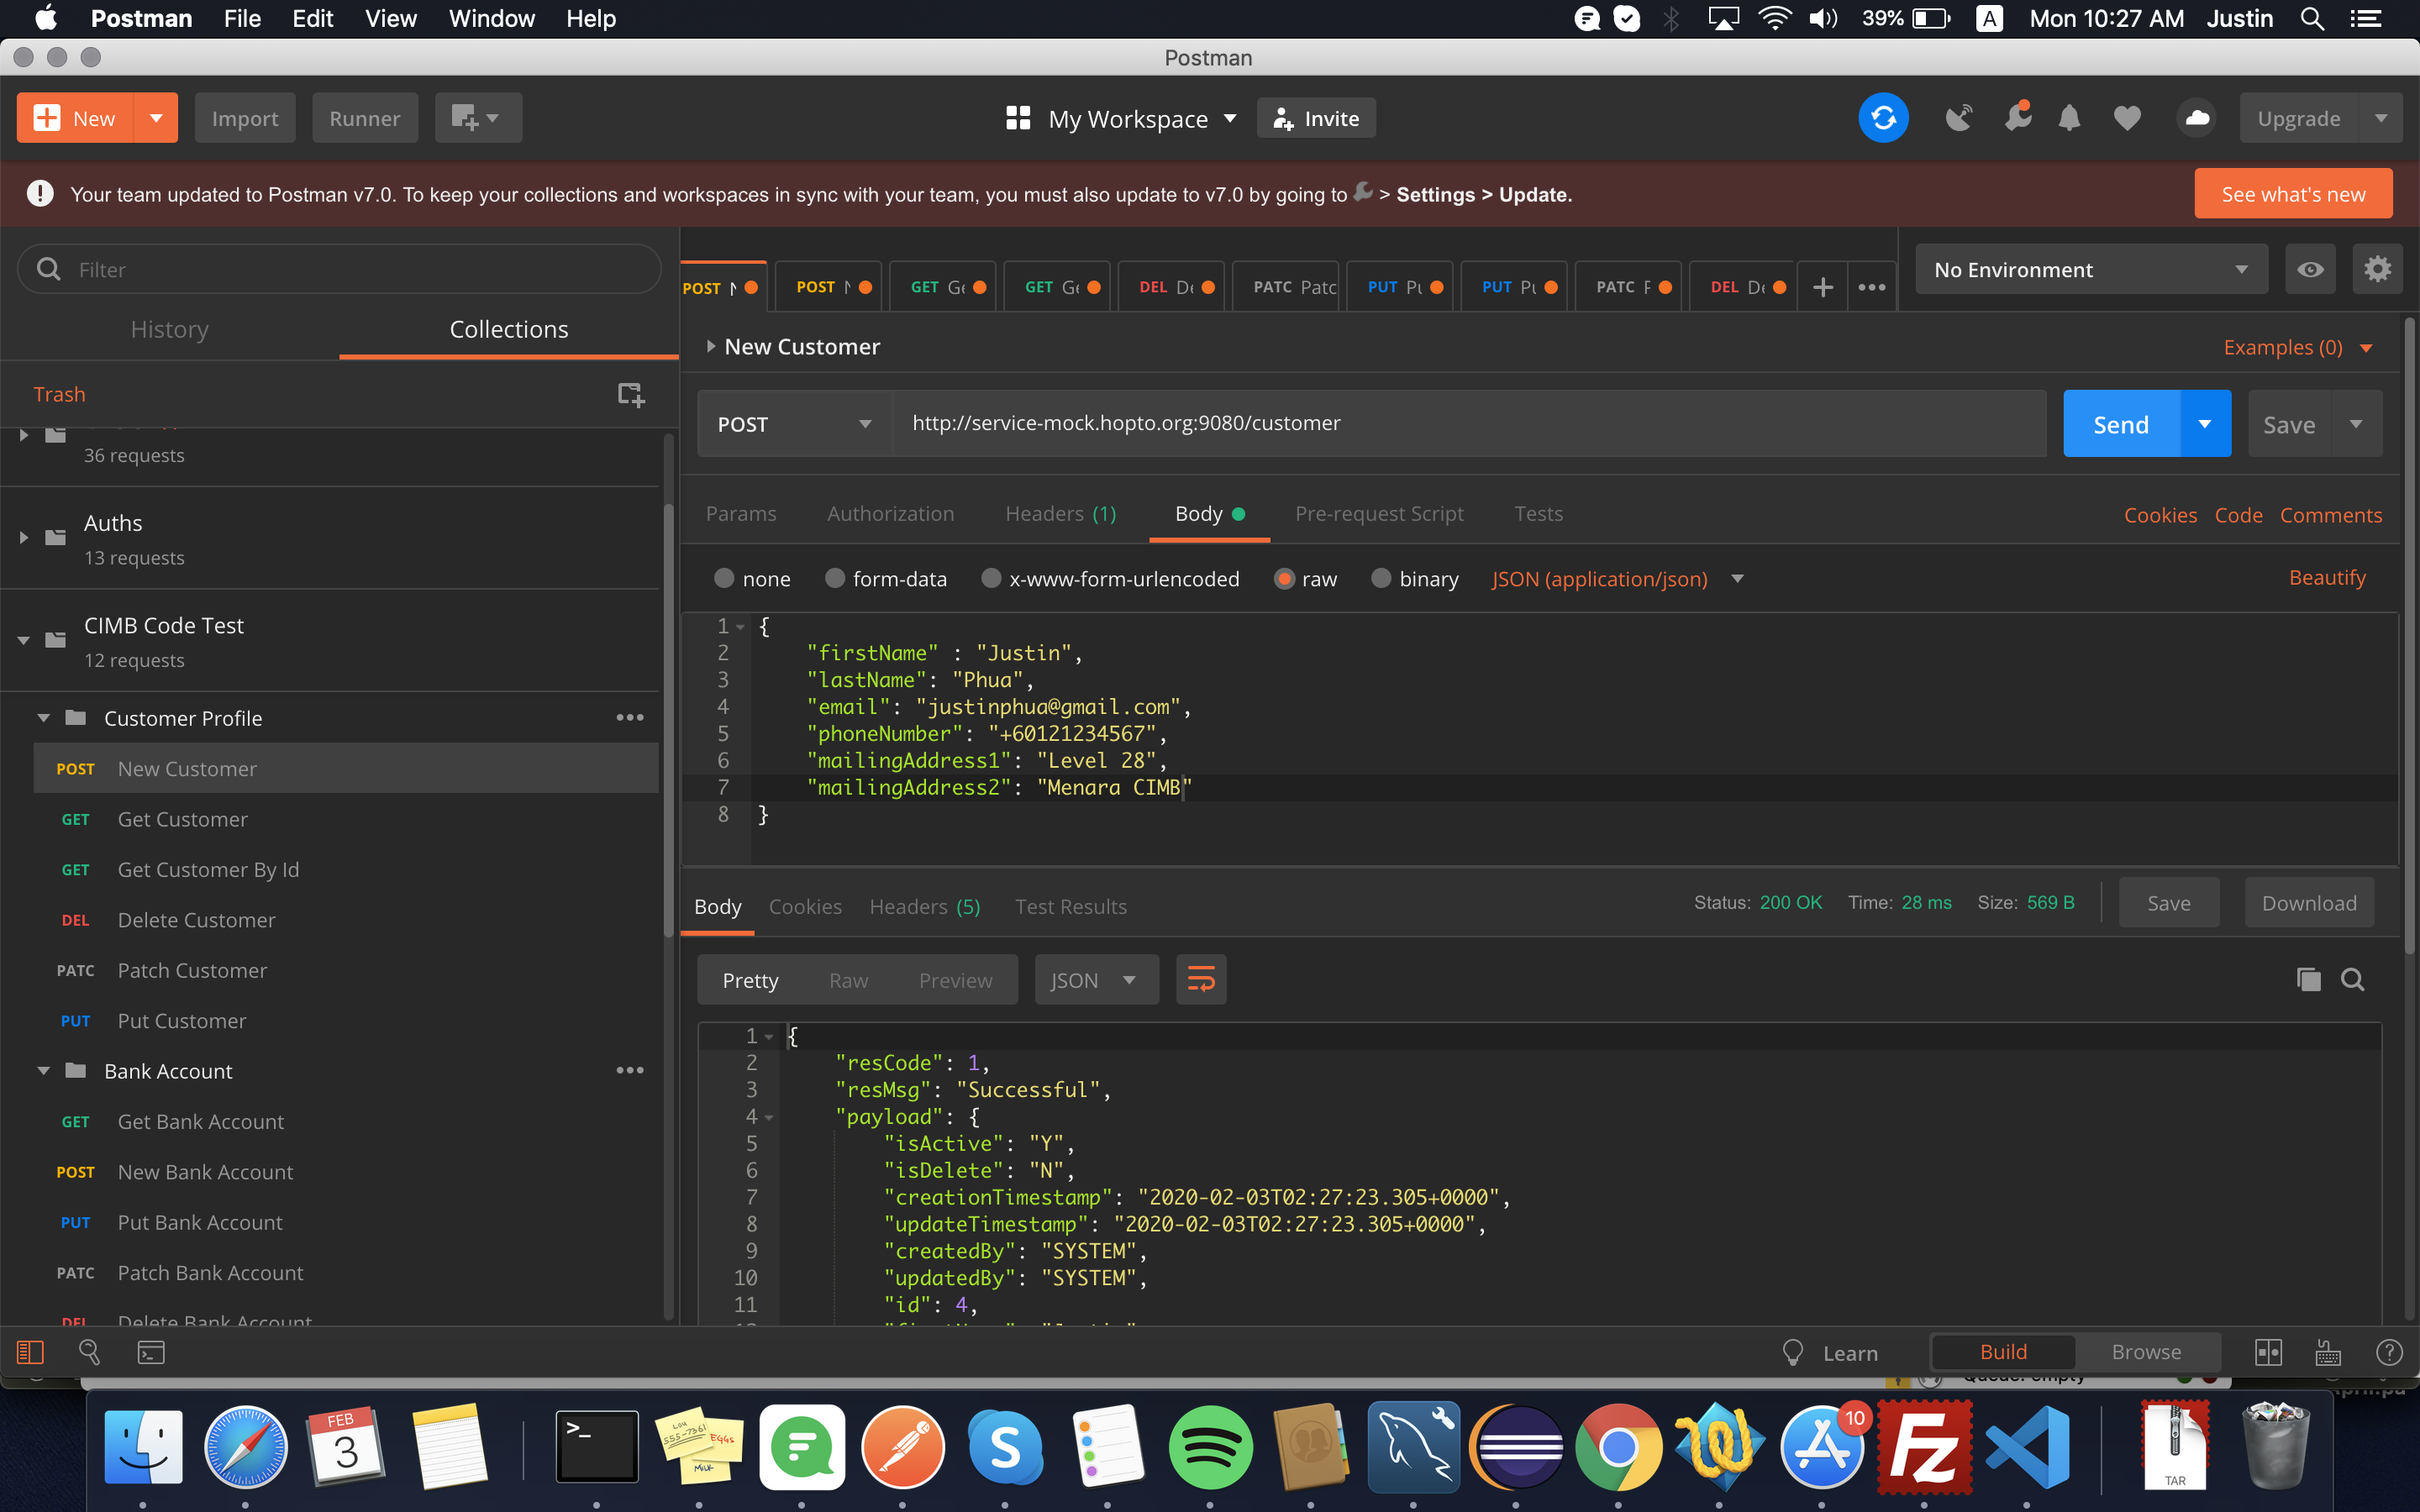 Postman File Edit View Window Help 39% A Mon 10:27 AM Justin
Postman
New Import Runner My Workspace Invite Upgrade
Your team updated to Postman v7.0. To keep your collections and workspaces in sync with your team, you must also update to v7.0 by going to > Settings > Update. See what's new
Filter
History Collections
Trash
36 requests
Auths
13 requests
CIMB Code Test
12 requests
Customer Profile
POST New Customer
GET Get Customer
GET Get Customer By Id
DEL Delete Customer
PATC Patch Customer
PUT Put Customer
Bank Account
GET Get Bank Account
POST New Bank Account
PUT Put Bank Account
PATC Patch Bank Account
DEL Delete Bank Account
POST POST GET GET DEL PATC Patc PUT PUT PATC DEL
No Environment
New Customer Examples (0)
POST http://service-mock.hopto.org:9080/customer Send Save
Params Authorization Headers (1) Body Pre-request Script Tests Cookies Code Comments
none form-data x-www-form-urlencoded raw binary JSON (application/json) Beautify
1 {
2 "firstName" : "Justin",
3 "lastName": "Phua",
4 "email": "justinphua@gmail.com",
5 "phoneNumber": "+60121234567",
6 "mailingAddress1": "Level 28",
7 "mailingAddress2": "Menara CIMB"
8 }
Body Cookies Headers (5) Test Results Status: 200 OK Time: 28 ms Size: 569 B Save Download
Pretty Raw Preview JSON
1 {
2 "resCode": 1,
3 "resMsg": "Successful",
4 "payload": {
5 "isActive": "Y",
6 "isDelete": "N",
7 "creationTimestamp": "2020-02-03T02:27:23.305+0000",
8 "updateTimestamp": "2020-02-03T02:27:23.305+0000",
9 "createdBy": "SYSTEM",
10 "updatedBy": "SYSTEM",
11 "id": 4,
Learn Build Browse
Queue: empty
FEB
3
10
TAR